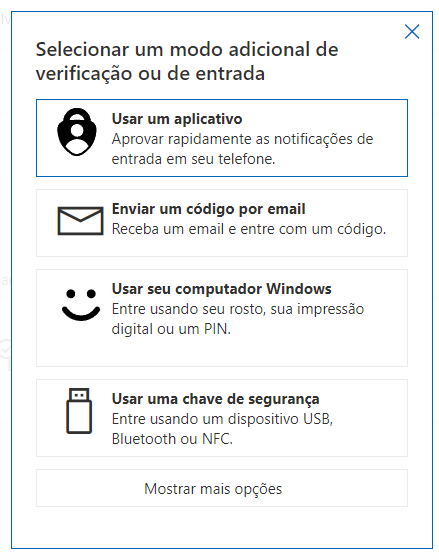 Selecionar um modo adicional de
verificação ou de entrada
Usar um aplicativo
Aprovar rapidamente as notificações de
entrada em seu telefone.
Enviar um código por email
Receba um email e entre com um código.
Usar seu computador Windows
Entre usando seu rosto, sua impressão
digital ou um PIN.
Usar uma chave de segurança
Entre usando um dispositivo USB,
Bluetooth ou NFC.
Mostrar mais opções